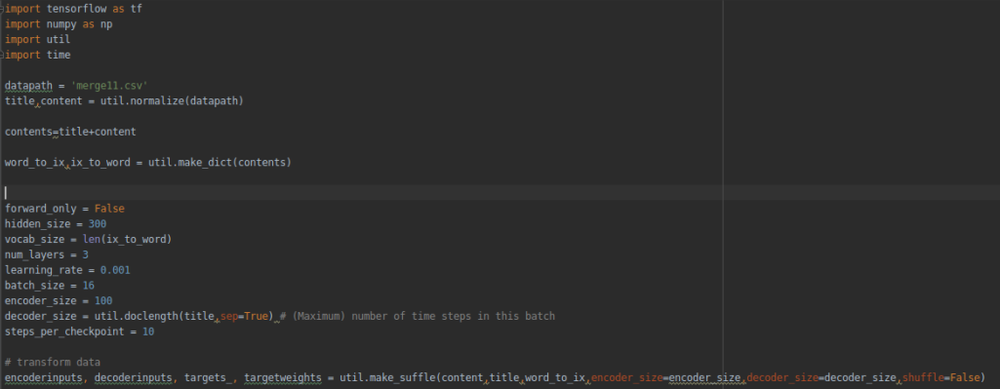 import tensorflow as tf
import numpy as np
import util
import time
datapath = 'merge11.csv'
title,content = util.normalize(datapath)
contents=title+content
word_to_ix,ix_to_word = util.make_dict(contents)
forward_only = False
hidden_size = 300
vocab_size = len(ix_to_word)
num_layers = 3
learning_rate = 0.001
batch_size = 16
encoder_size = 100
decoder_size = util.doclength(title,sep=True) # (Maximum) number of time steps in this batch
steps_per_checkpoint = 10
# transform data
encoderinputs, decoderinputs, targets_, targetweights = util.make_suffle(content,title,word_to_ix,encoder_size=encoder_size,decoder_size=decoder_size,shuffle=False)